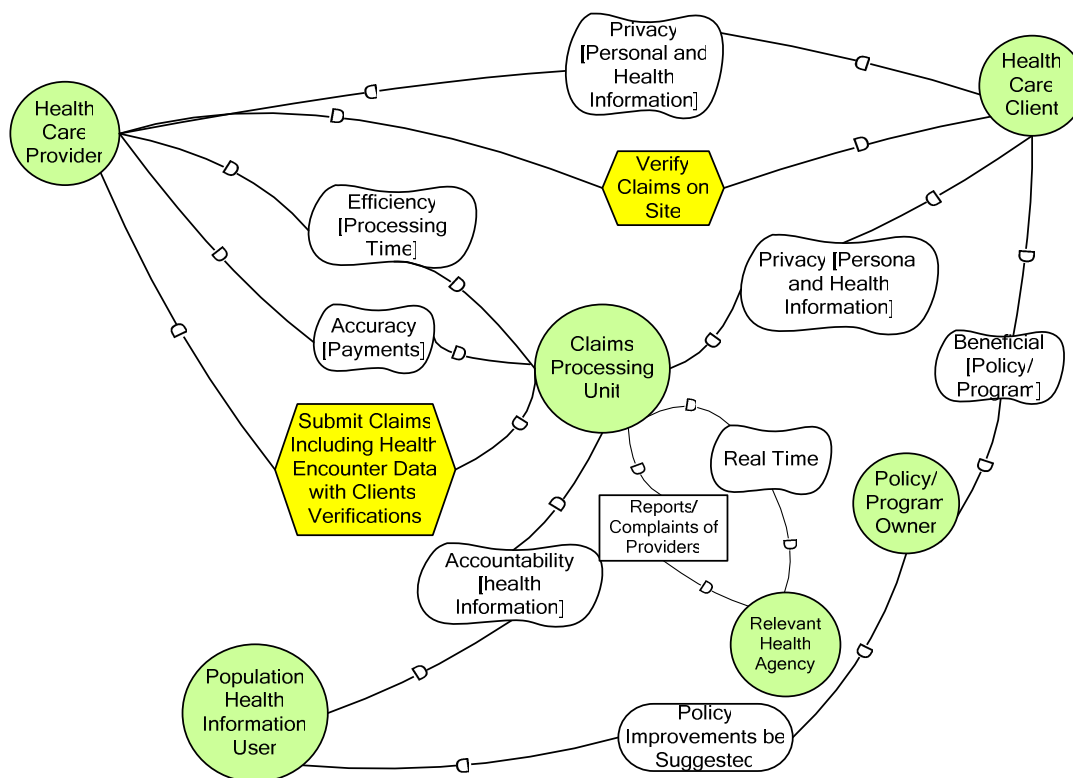 Privacy
[Personal and
Health
Information]
Health
Care
Client
Health
Care
Provider
Verify
Claims on
Site
Efficiency
[Processing
Time]
Privacy [Persona
and Health
Information]
Accuracy
[Payments]
Claims
Processing
Unit
Beneficial
[Policy/
Program]
Submit Claims
Including Health
Encounter Data
with Clients
Verifications
Real Time
Policy/
Program
Owner
Reports/
Complaints of
Providers
Accountability
[health
Information]
Relevant
Health
Agency
Population
Health
Information
User
Policy
Improvements be
Suggested